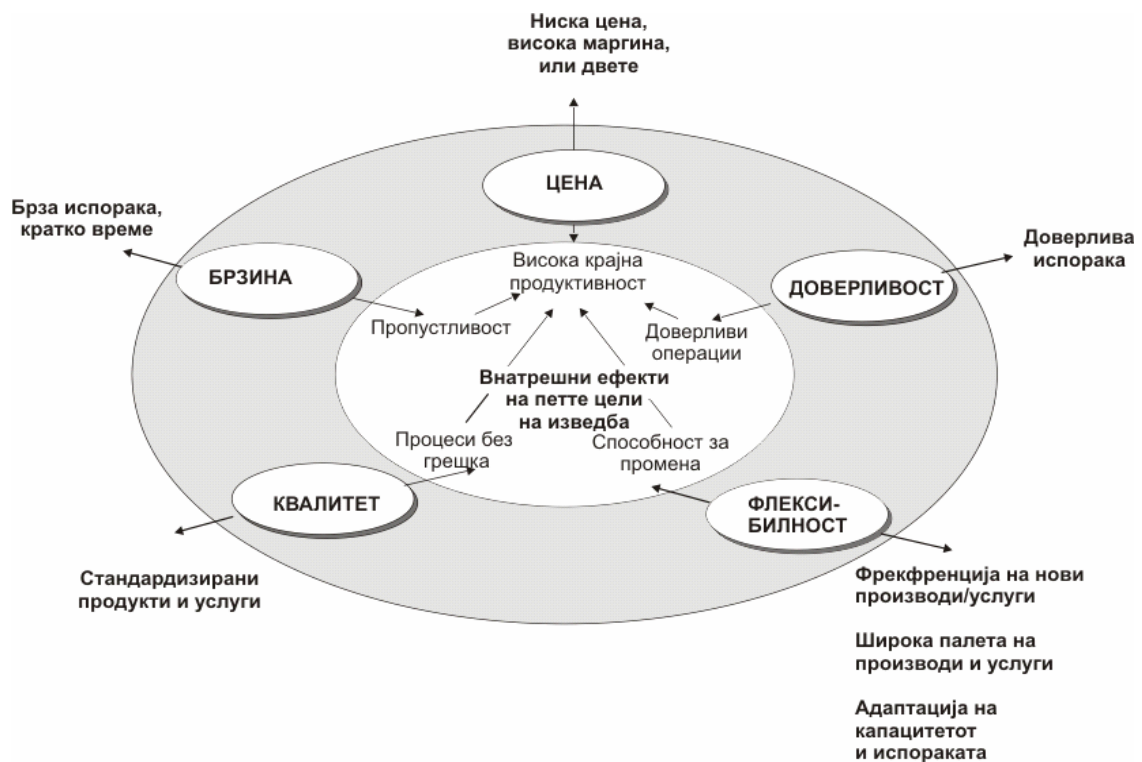 Ниска цена,
висока маргина,
или двете
ЦЕНА
Брза испорака,
кратко време
БРЗИНА
Доверлива
испорака
ДОВЕРЛИВОСТ
Висока крајна
продуктивност
Пропустливост
Доверливи
операции
Внатрешни ефекти
на петте цели
на изведба
Процеси без
грешка
Способност за
промена
КВАЛИТЕТ
ФЛЕКСИ-
БИЛНОСТ
Стандардизирани
продукти и услуги
Фрекфренција на нови
производи/услуги
Широка палета на
производи и услуги
Адаптација на
капацитетот
и испораката